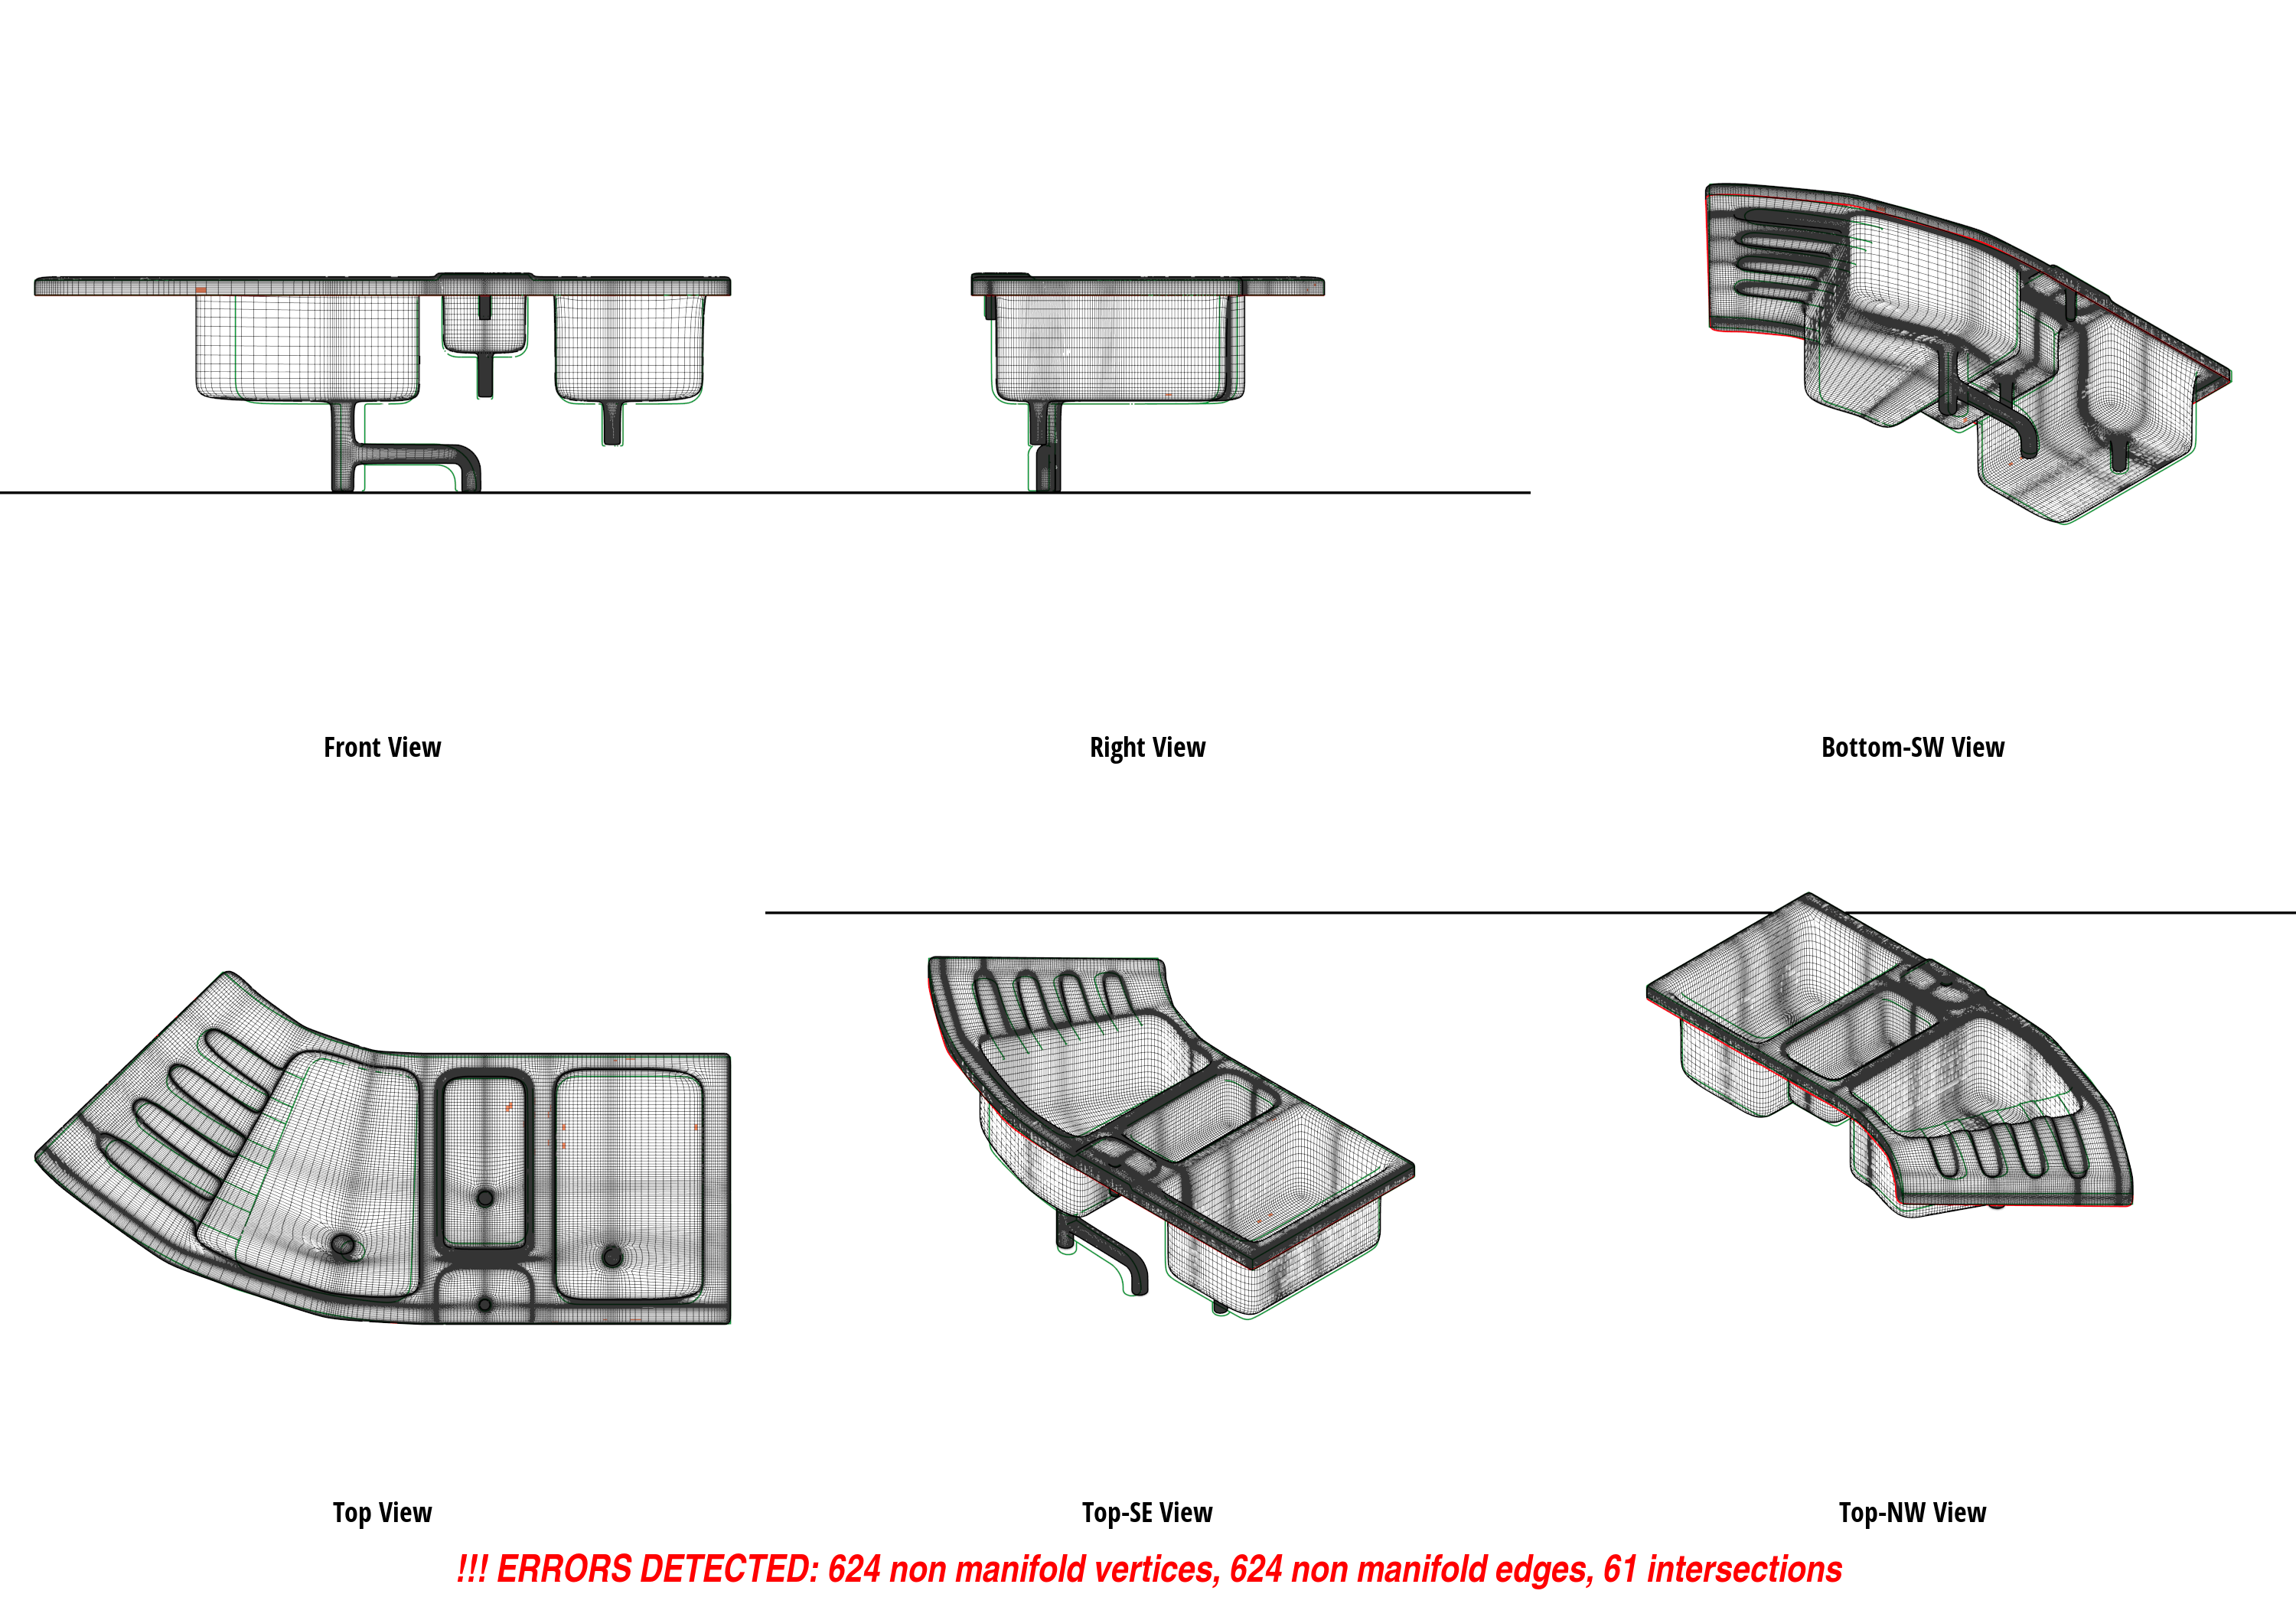 Front View
Right View
Bottom-SW View
Top View
Top-SE View
Top-NW View
!!! ERRORS DETECTED: 624 non manifold vertices, 624 non manifold edges, 61 intersections